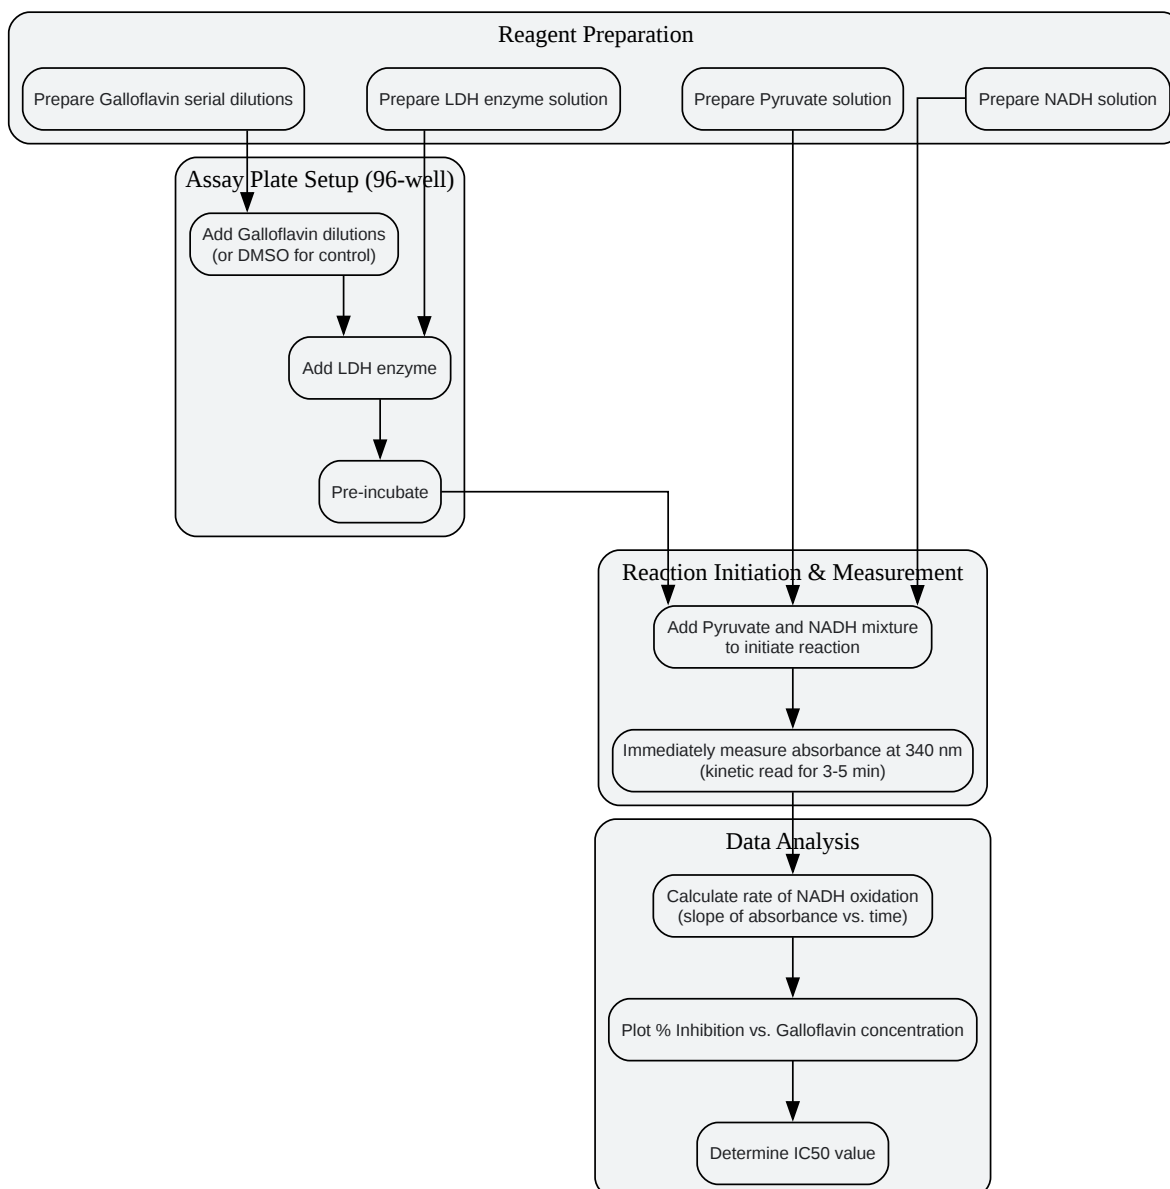 Reagent Preparation
Prepare Galloflavin serial dilutions
Prepare LDH enzyme solution
Prepare Pyruvate solution
Prepare NADH solution
Assay Plate Setup (96-well)
Add Galloflavin dilutions
(or DMSO for control)
Add LDH enzyme
Pre-incubate
Reaction Initiation & Measurement
Add Pyruvate and NADH mixture
to initiate reaction
Immediately measure absorbance at 340 nm
(kinetic read for 3-5 min)
Data Analysis
Calculate rate of NADH oxidation
(slope of absorbance vs. time)
Plot % Inhibition vs. Galloflavin concentration
Determine IC50 value